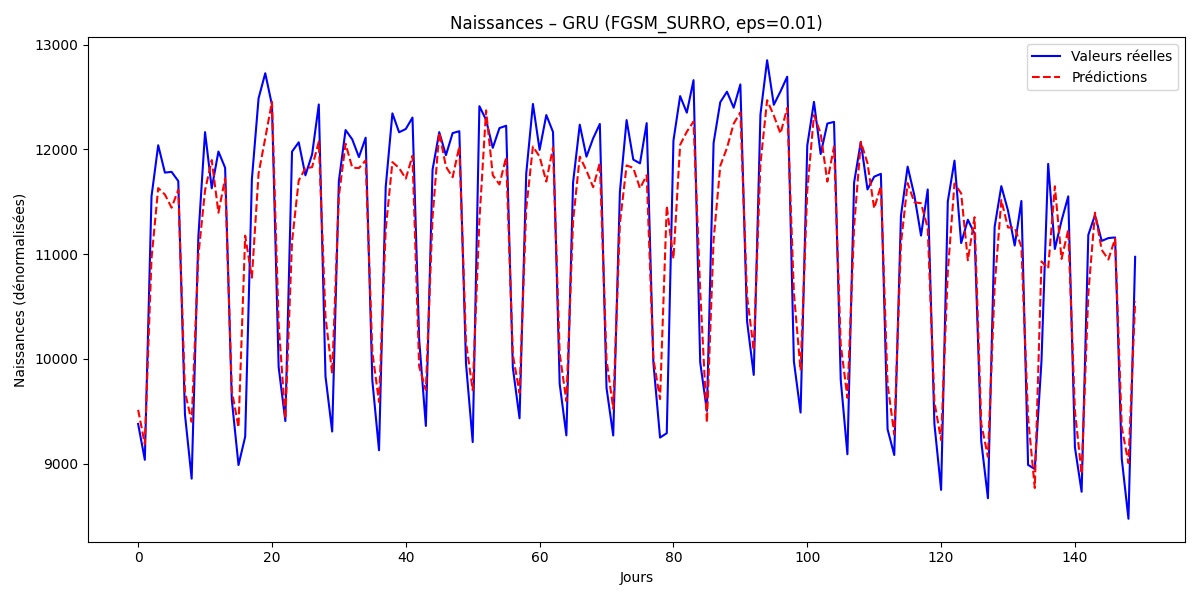 Naissances – GRU (FGSM_SURRO, eps=0.01)
Valeurs réelles
Prédictions
13000
12000
11000
10000
9000
Naissances (dénormalisées)
0 20 40 60 80 100 120 140
Jours